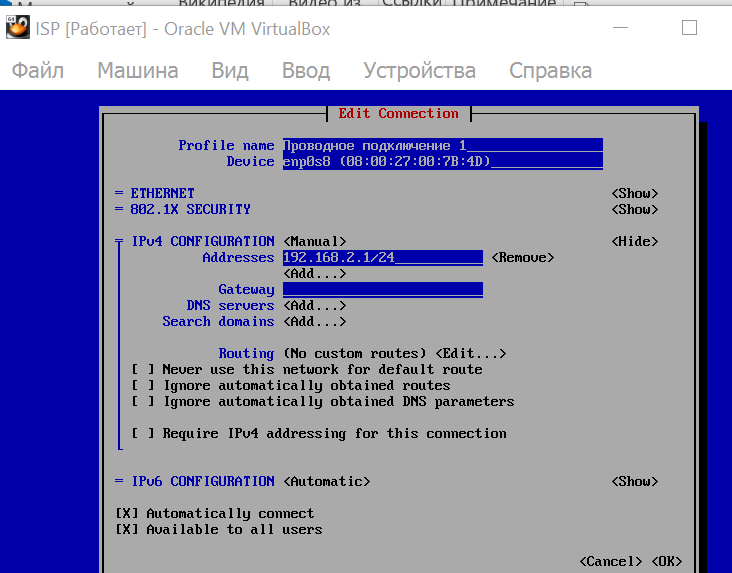 Википедия Видео из Ссылки Примечание
ISP [Работает] - Oracle VM VirtualBox
Файл Машина Вид Ввод Устройства Справка
Edit Connection
Profile name Проводное подключение 1
Device enp0s8 (08:00:27:00:7B:4D)
= ETHERNET <Show>
= 802.1X SECURITY <Show>
= IPv4 CONFIGURATION <Manual> <Hide>
Addresses 192.168.2.1/24 <Remove>
<Add...>
Gateway
DNS servers <Add...>
Search domains <Add...>
Routing (No custom routes) <Edit...>
[ ] Never use this network for default route
[ ] Ignore automatically obtained routes
[ ] Ignore automatically obtained DNS parameters
[ ] Require IPv4 addressing for this connection
= IPv6 CONFIGURATION <Automatic> <Show>
[X] Automatically connect
[X] Available to all users
<Cancel> <OK>